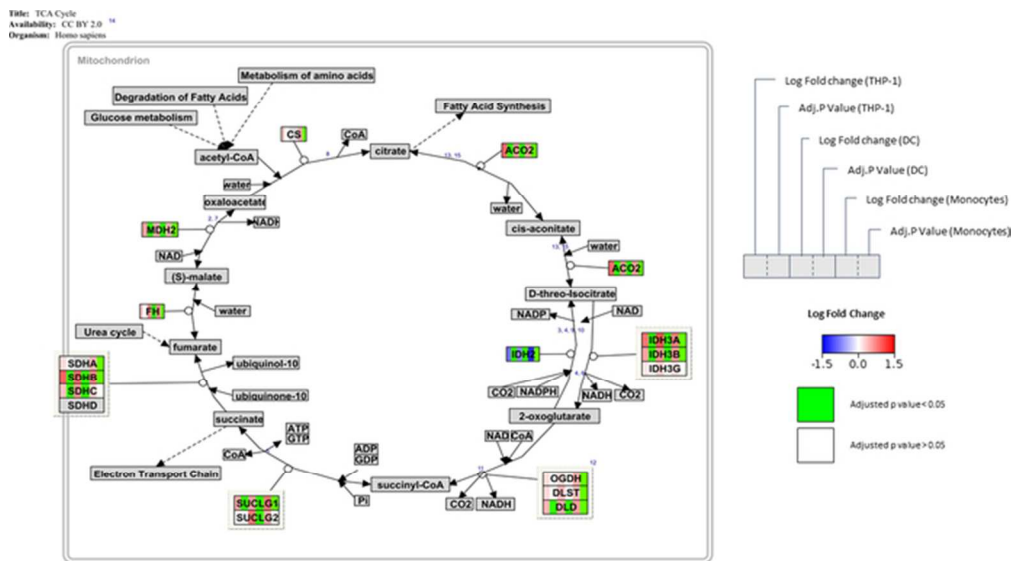 Title: TCA Cycle
Availability: CC BY 2.0
Organism: Homo sapiens
Mitochondrion
Metabolism of amino acids
Degradation of Fatty Acids
Glucose metabolism
acetyl-CoA
CS
CoA
citrate
Fatty Acid Synthesis
ACO2
water
water
oxaloacetate
MDH2
NADH
NAD
(S)-malate
FH
water
Urea cycle
fumarate
SDHA
SDHB
SDHC
SDHD
ubiquinol-10
ubiquinone-10
succinate
Electron Transport Chain
CoA
ATP
GTP
ADP
GDP
Pi
SUCLG1
SUCLG2
succinyl-CoA
cis-aconitate
water
ACO2
D-threo-Isocitrate
NADP
NAD
IDH2
IDH3A
IDH3B
IDH3G
CO2
NADPH
NADH
CO2
2-oxoglutarate
NAD
CoA
CO2
NADH
OGDH
DLST
DLD
Log Fold change (THP-1)
Adj.P Value (THP-1)
Log Fold change (DC)
Adj.P Value (DC)
Log Fold change (Monocytes)
Adj.P Value (Monocytes)
Log Fold Change
-1.5
1.5
Adjusted p value< 0.05
Adjusted p value> 0.05